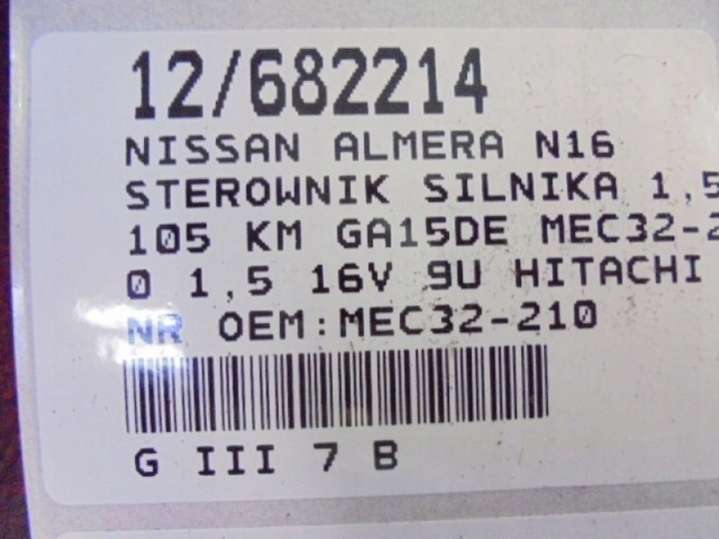 12/682214
NISSAN ALMERA N16
STEROWNIK SILNIKA 1,5
105 KM GA15DE MEC32-2
0 1,5 16V 9U HITACHI
NR OEM:MEC32-210
G III 7 B